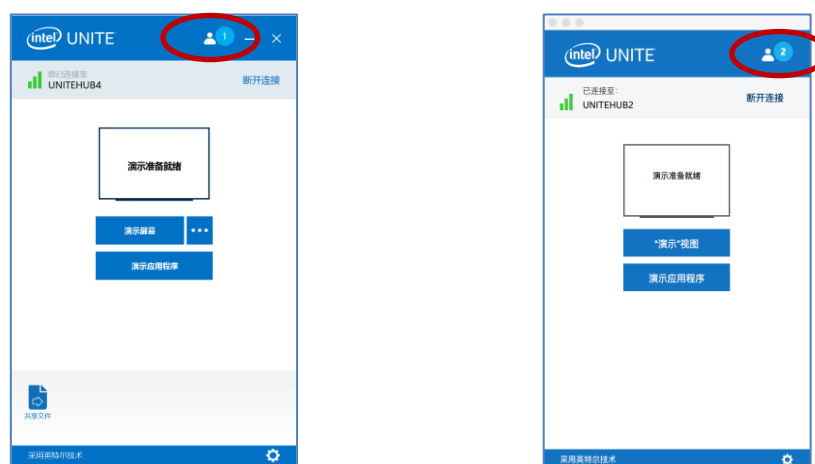 intel UNITE
1
您已连接至
UNITEHUB4
断开连接
演示准备就绪
演示屏幕
演示应用程序
共享文件
采用英特尔技术
intel UNITE
2
已连接至:
UNITEHUB2
断开连接
演示准备就绪
“演示”视图
演示应用程序
采用英特尔技术